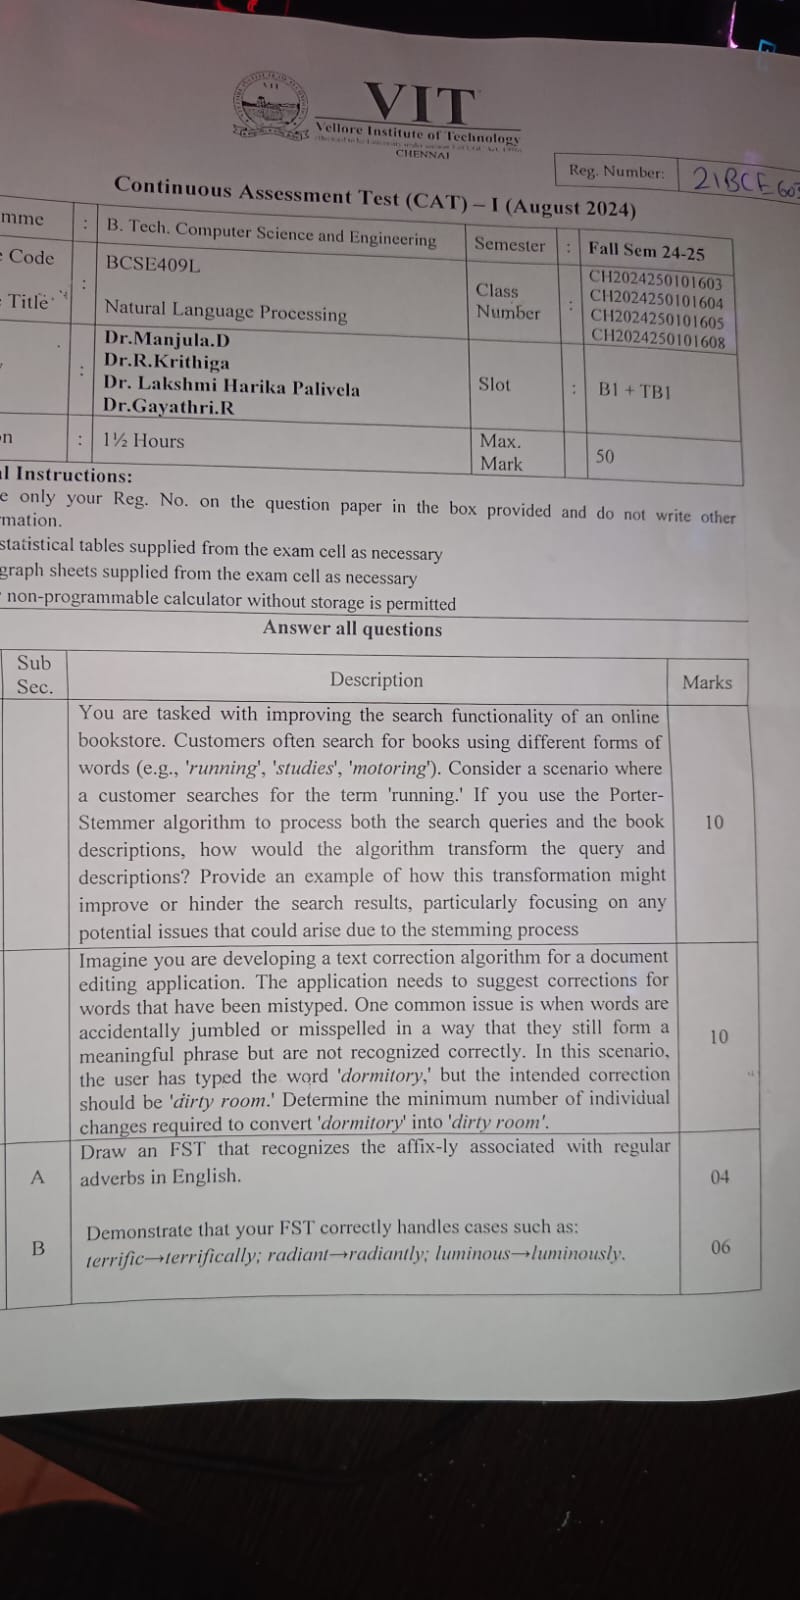 VIT
Vellore Institute of Technology
CHENNAI
Reg. Number: 21BCE603
Continuous Assessment Test (CAT) – I (August 2024)
mme : B. Tech. Computer Science and Engineering Semester : Fall Sem 24-25
e Code : BCSE409L Class Number : CH2024250101603
CH2024250101604
Title Natural Language Processing CH2024250101605
CH2024250101608
: Dr.Manjula.D Slot : B1 + TB1
Dr.R.Krithiga
Dr. Lakshmi Harika Palivela
Dr.Gayathri.R
on : 1½ Hours Max. Mark 50
al Instructions:
e only your Reg. No. on the question paper in the box provided and do not write other
mation.
statistical tables supplied from the exam cell as necessary
graph sheets supplied from the exam cell as necessary
non-programmable calculator without storage is permitted
Answer all questions
Sub Sec. Description Marks
You are tasked with improving the search functionality of an online
bookstore. Customers often search for books using different forms of
words (e.g., 'running', 'studies', 'motoring'). Consider a scenario where
a customer searches for the term 'running.' If you use the Porter-
Stemmer algorithm to process both the search queries and the book 10
descriptions, how would the algorithm transform the query and
descriptions? Provide an example of how this transformation might
improve or hinder the search results, particularly focusing on any
potential issues that could arise due to the stemming process
Imagine you are developing a text correction algorithm for a document
editing application. The application needs to suggest corrections for
words that have been mistyped. One common issue is when words are
accidentally jumbled or misspelled in a way that they still form a 10
meaningful phrase but are not recognized correctly. In this scenario,
the user has typed the word 'dormitory,' but the intended correction
should be 'dirty room.' Determine the minimum number of individual
changes required to convert 'dormitory' into 'dirty room'.
A Draw an FST that recognizes the affix-ly associated with regular 04
adverbs in English.
B Demonstrate that your FST correctly handles cases such as: 06
terrific→terrifically; radiant→radiantly; luminous→luminously.